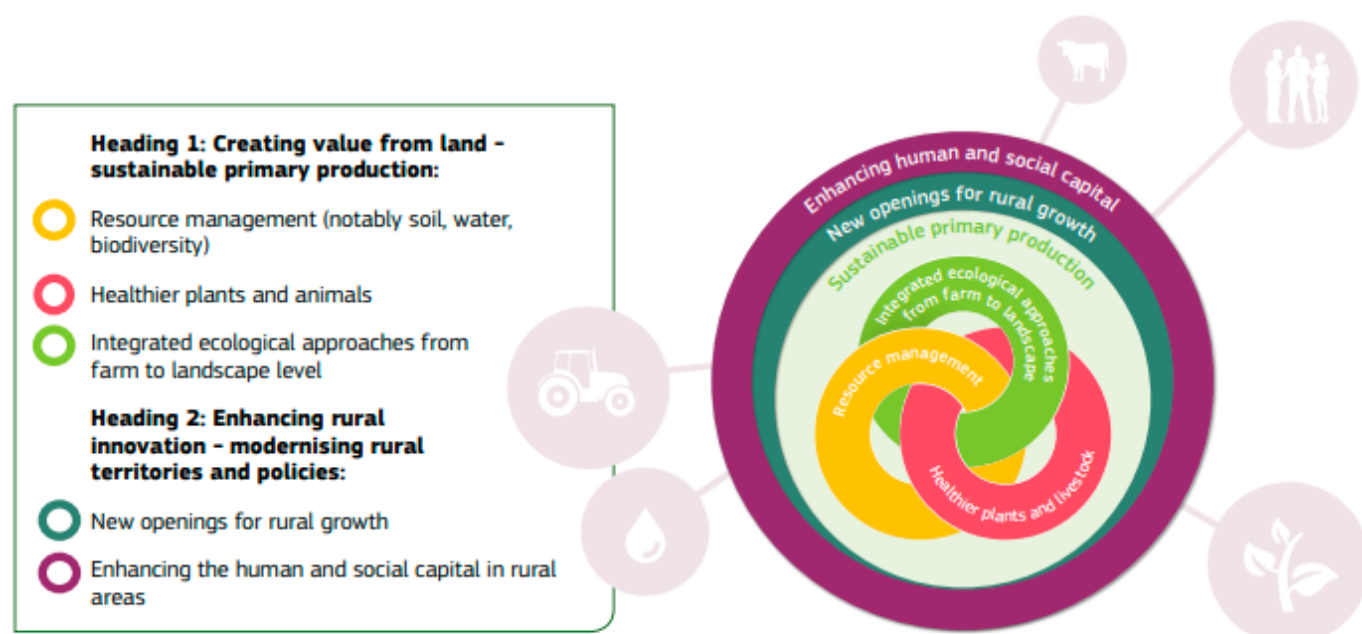 Heading 1: Creating value from land –
sustainable primary production:
Resource management (notably soil, water,
biodiversity)
Healthier plants and animals
Integrated ecological approaches from
farm to landscape level
Heading 2: Enhancing rural
innovation – modernising rural
territories and policies:
New openings for rural growth
Enhancing the human and social capital in rural
areas
Enhancing human and social capital
New openings for rural growth
Sustainable primary production
Integrated ecological approaches
from farm to landscape
Resource management
Healthier plants and livestock